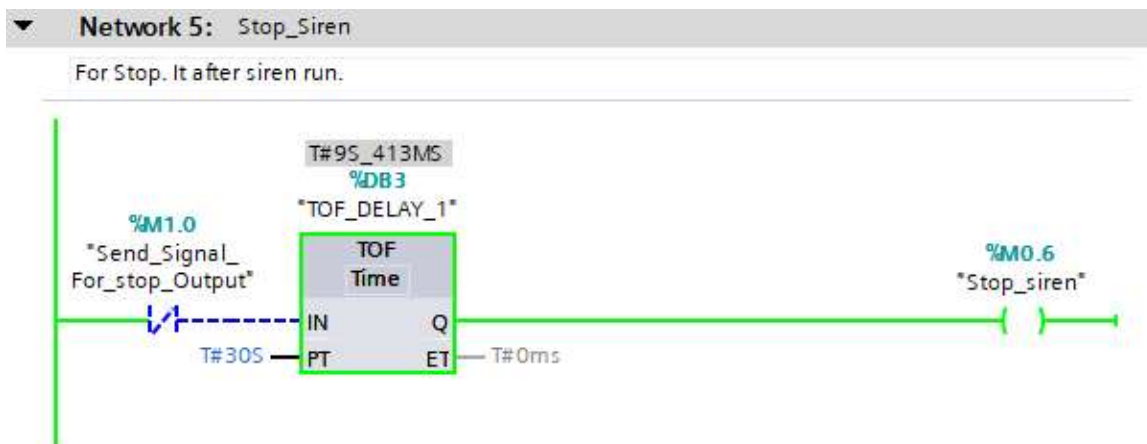 Network 5: Stop_Siren
For Stop. It after siren run.
T#9S_413MS
%DB3
"TOF_DELAY_1"
%M1.0
"Send_Signal_
For_stop_Output"
TOF
Time
%M0.6
"Stop_siren"
IN Q
T#30S PT ET T#0ms